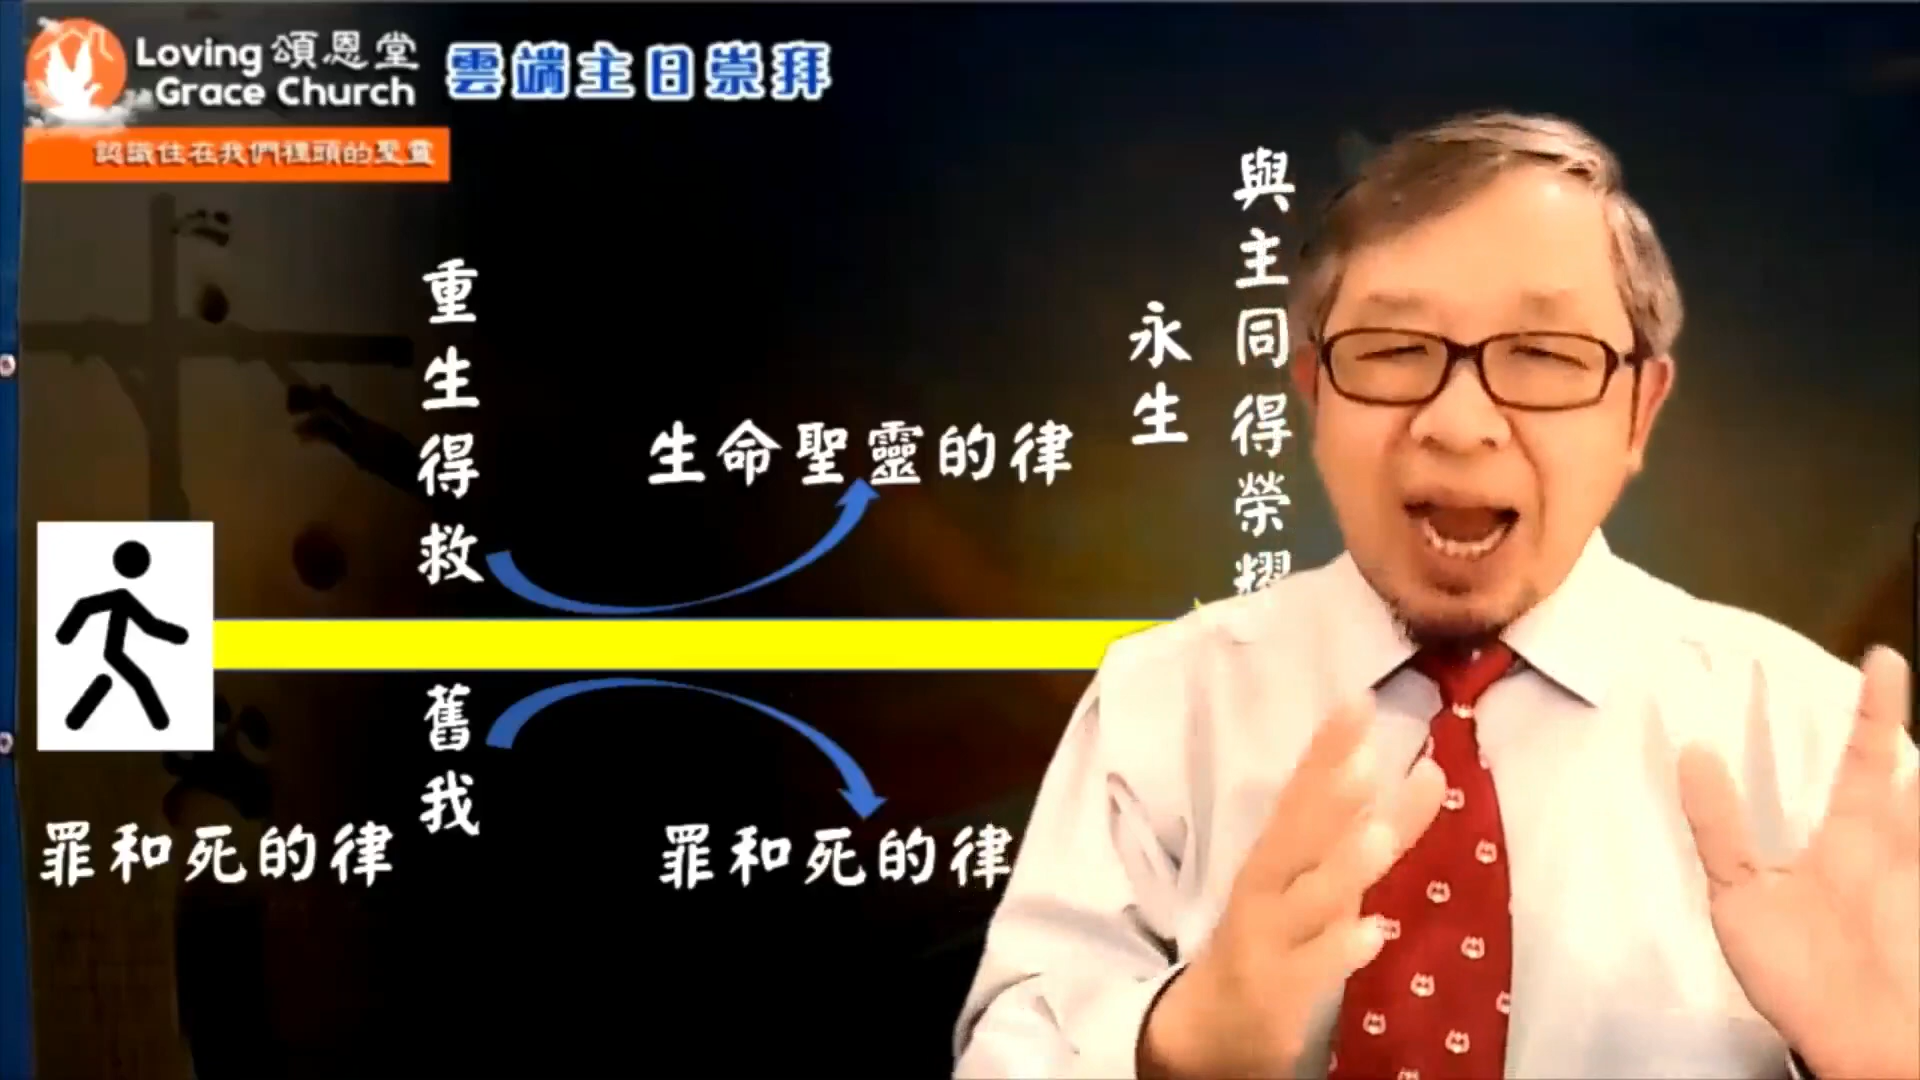 Loving 頌恩堂
Grace Church
雲端主日崇拜
認識住在我們裡頭的聖靈
重生得救
生命聖靈的律
永生
與主同得榮耀
舊我
罪和死的律
罪和死的律